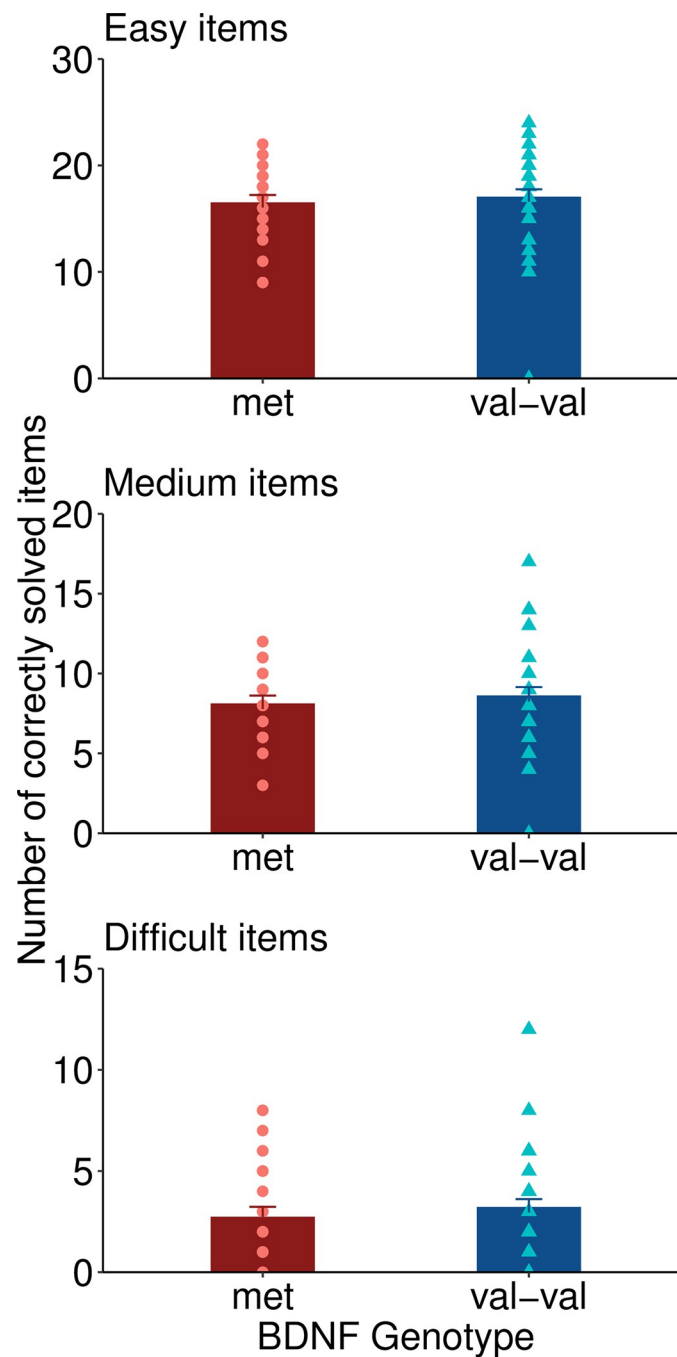 Easy items
30
20
10
0
met val–val
Number of correctly solved items
Medium items
20
15
10
5
0
met val–val
Difficult items
15
10
5
0
met val–val
BDNF Genotype